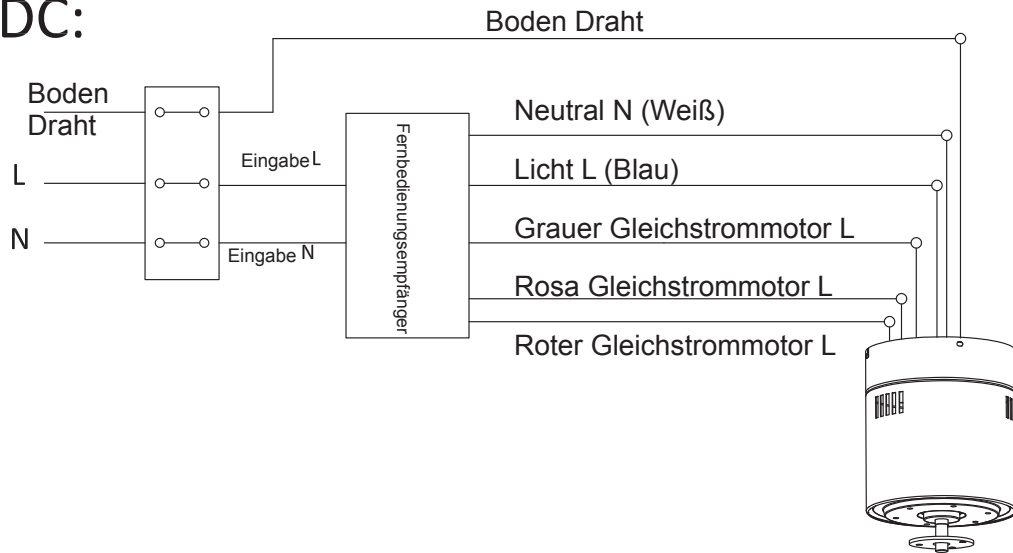 DC:
Boden Draht
Boden
Draht
L
N
Eingabe L
Eingabe N
Fernbedienungsempfänger
Neutral N (Weiß)
Licht L (Blau)
Grauer Gleichstrommotor L
Rosa Gleichstrommotor L
Roter Gleichstrommotor L